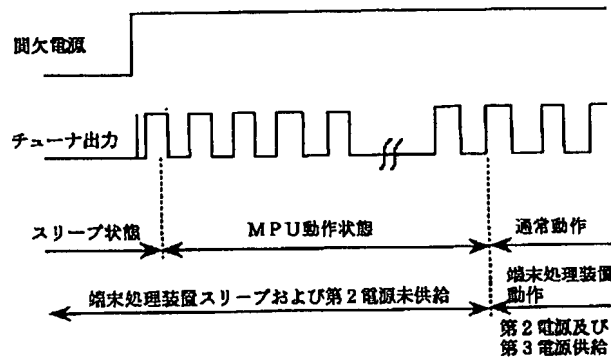 間欠電源
チューナ出力
スリープ状態
MPU動作状態
通常動作
端末処理装置スリープおよび第2電源未供給
端末処理装置
動作
第2電源及び
第3電源供給